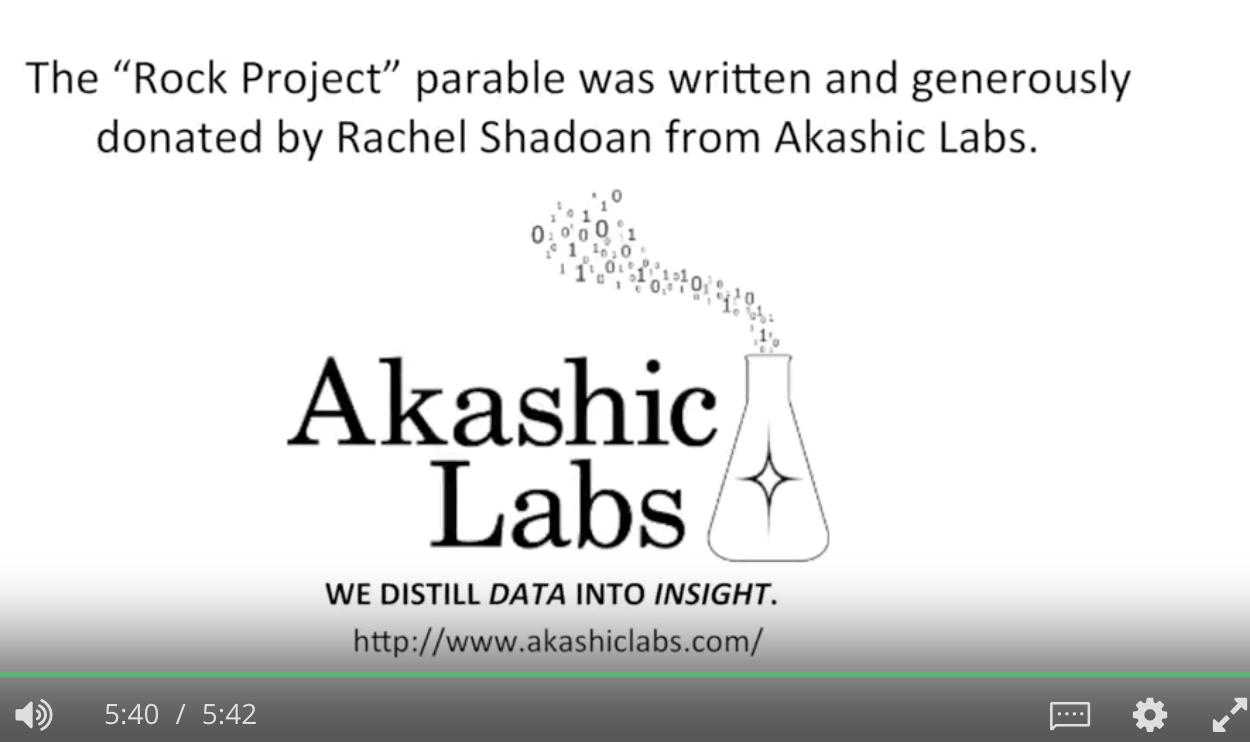 The “Rock Project” parable was written and generously
donated by Rachel Shadoan from Akashic Labs.
Akashic
Labs
WE DISTILL DATA INTO INSIGHT.
http://www.akashiclabs.com/
5:40 / 5:42